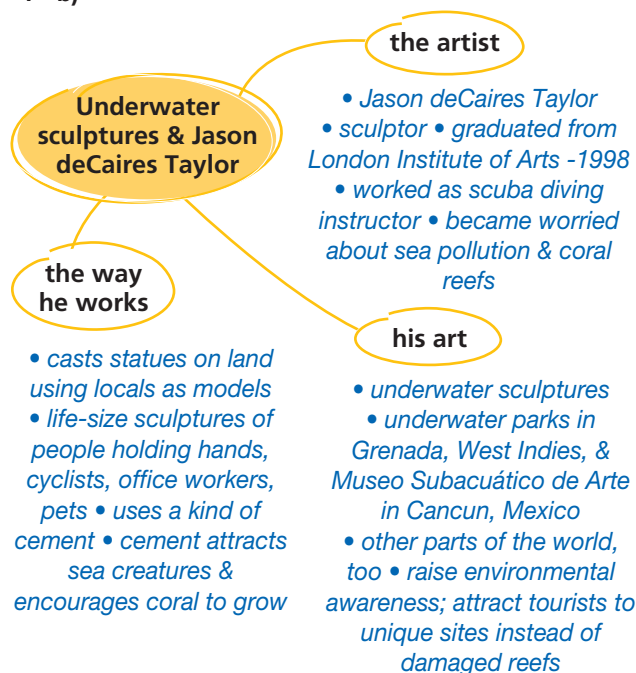 Underwater
sculptures & Jason
deCaires Taylor
the artist
• Jason deCaires Taylor
• sculptor • graduated from
London Institute of Arts -1998
• worked as scuba diving
instructor • became worried
about sea pollution & coral
reefs
the way
he works
• casts statues on land
using locals as models
• life-size sculptures of
people holding hands,
cyclists, office workers,
pets • uses a kind of
cement • cement attracts
sea creatures &
encourages coral to grow
his art
• underwater sculptures
• underwater parks in
Grenada, West Indies, &
Museo Subacuático de Arte
in Cancun, Mexico
• other parts of the world,
too • raise environmental
awareness; attract tourists to
unique sites instead of
damaged reefs